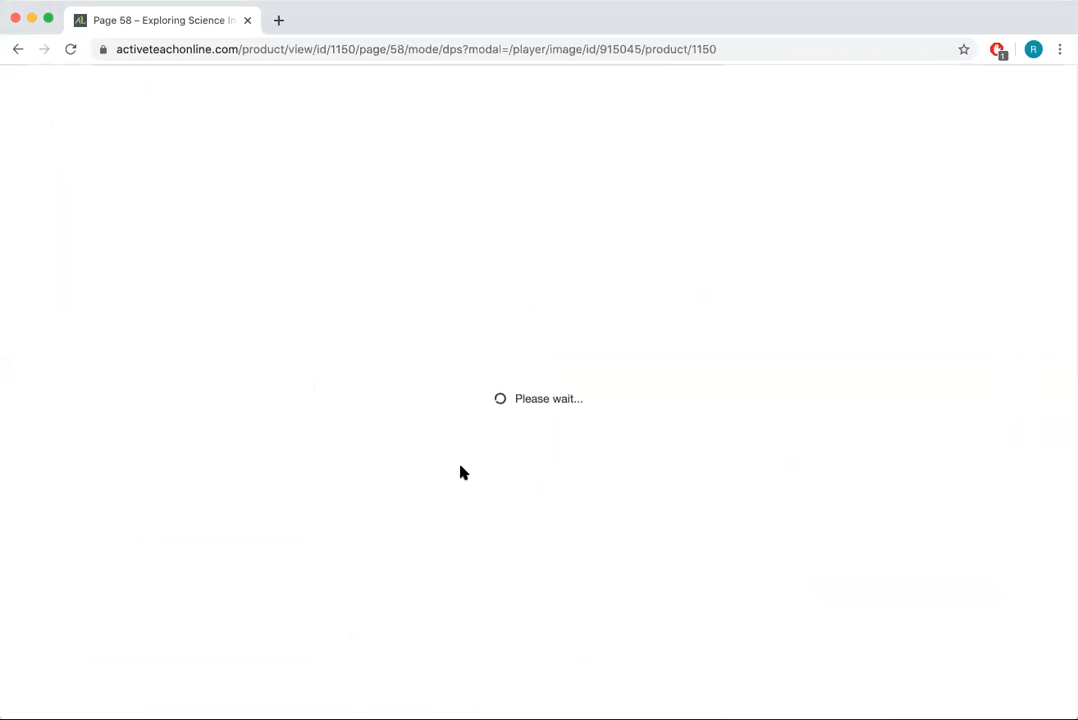 Page 58 – Exploring Science In
activeteachonline.com/product/view/id/1150/page/58/mode/dps?modal=/player/image/id/915045/product/1150
1
R
Please wait...